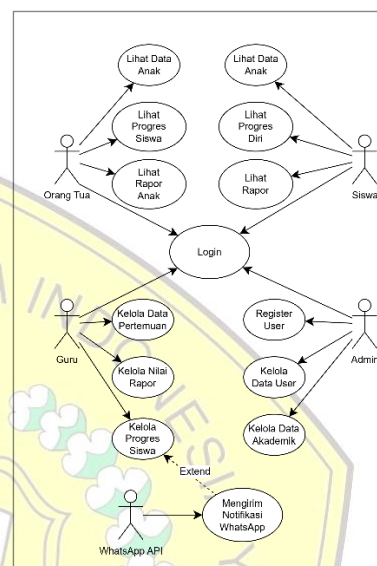 Lihat Data
Anak
Lihat Data
Anak
Lihat
Progres
Siswa
Lihat
Progres
Diri
Lihat
Rapor
Anak
Lihat
Rapor
Orang Tua
Siswa
Login
Kelola Data
Pertemuan
Register
User
Guru
Admin
Kelola Nilai
Rapor
Kelola
Data User
Kelola
Progres
Siswa
Kelola Data
Akadernik
Extend
Mengirim
Notifikasi
WhatsApp
WhatsApp API
INDONESIA